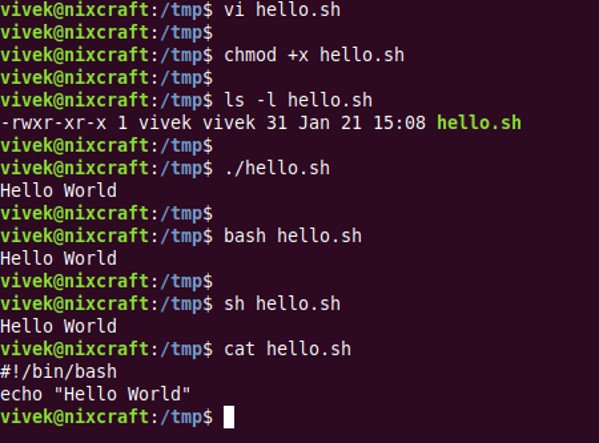 vivek@nixcraft:/tmp$ vi hello.sh
vivek@nixcraft:/tmp$
vivek@nixcraft:/tmp$ chmod +x hello.sh
vivek@nixcraft:/tmp$
vivek@nixcraft:/tmp$ ls -l hello.sh
-rwxr-xr-x 1 vivek vivek 31 Jan 21 15:08 hello.sh
vivek@nixcraft:/tmp$
vivek@nixcraft:/tmp$ ./hello.sh
Hello World
vivek@nixcraft:/tmp$
vivek@nixcraft:/tmp$ bash hello.sh
Hello World
vivek@nixcraft:/tmp$
vivek@nixcraft:/tmp$ sh hello.sh
Hello World
vivek@nixcraft:/tmp$ cat hello.sh
#!/bin/bash
echo "Hello World"
vivek@nixcraft:/tmp$